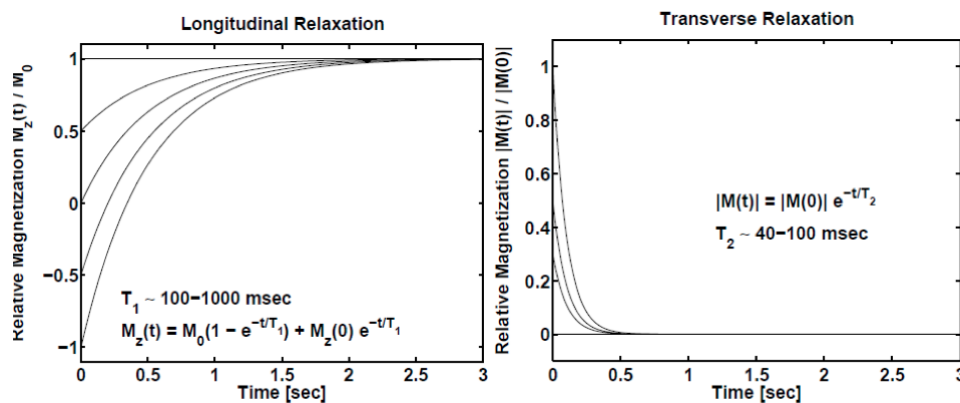 Longitudinal Relaxation
Relative Magnetization M_z(t) / M_0
1
0.5
0
−0.5
−1
T_1 ~ 100−1000 msec
M_z(t) = M_0(1 − e^{−t/T_1}) + M_z(0) e^{−t/T_1}
0 0.5 1 1.5 2 2.5 3
Time [sec]
Transverse Relaxation
Relative Magnetization |M(t)| / |M(0)|
1
0.8
0.6
0.4
0.2
0
|M(t)| = |M(0)| e^{−t/T_2}
T_2 ~ 40−100 msec
0 0.5 1 1.5 2 2.5 3
Time [sec]